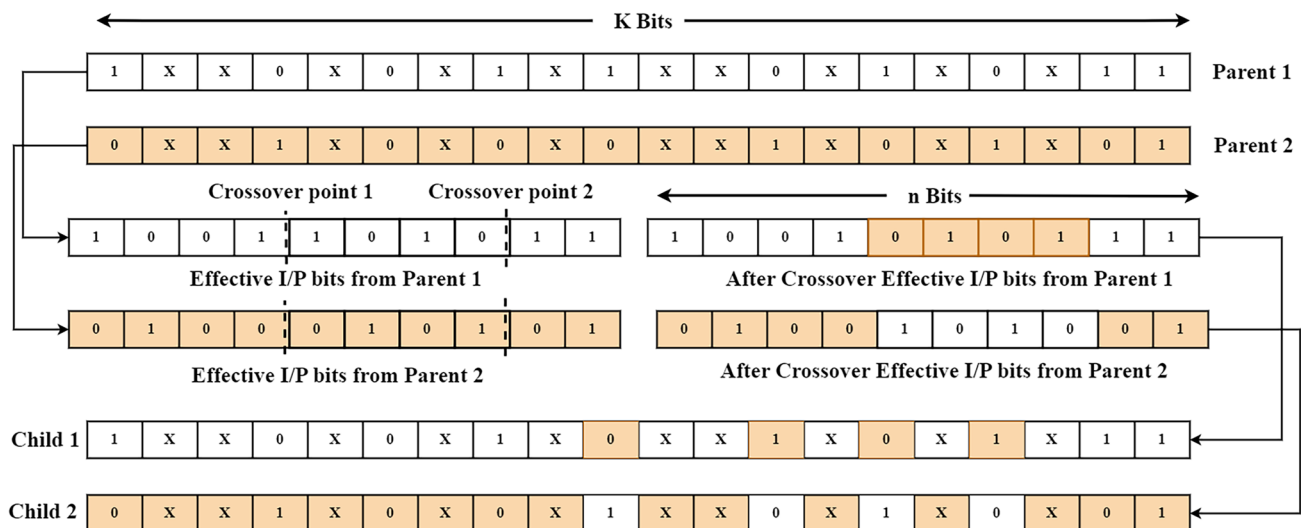 K Bits
1 X X 0 X 0 X 1 X 1 X X 0 X 1 X 0 X 1 1 Parent 1
0 X X 1 X 0 X 0 X 0 X X 1 X 0 X 1 X 0 1 Parent 2
Crossover point 1 Crossover point 2 n Bits
1 0 0 1 1 0 1 0 1 1 1 0 0 1 0 1 0 1 1 1
Effective I/P bits from Parent 1 After Crossover Effective I/P bits from Parent 1
0 1 0 0 0 1 0 1 0 1 0 1 0 0 1 0 1 0 0 1
Effective I/P bits from Parent 2 After Crossover Effective I/P bits from Parent 2
Child 1 1 X X 0 X 0 X 1 X 0 X X 1 X 0 X 1 X 1 1
Child 2 0 X X 1 X 0 X 0 X 1 X X 0 X 1 X 0 X 0 1